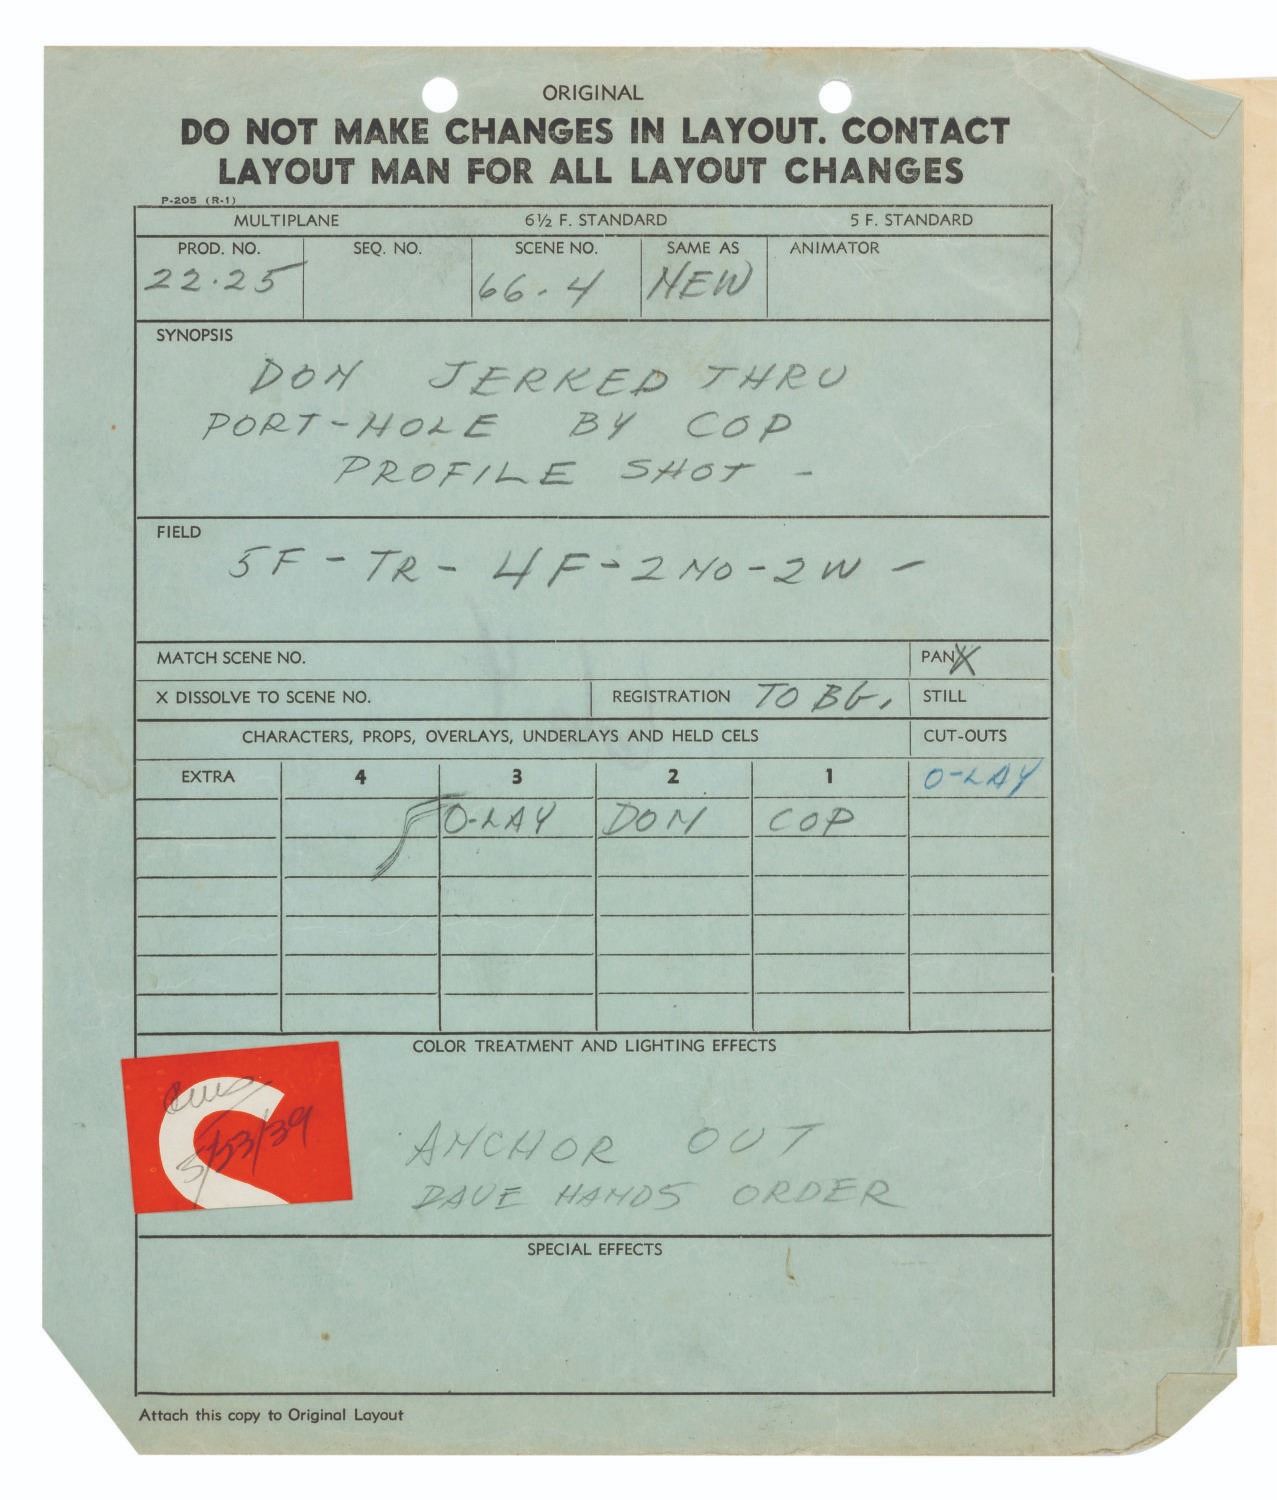 ORIGINAL
DO NOT MAKE CHANGES IN LAYOUT. CONTACT
LAYOUT MAN FOR ALL LAYOUT CHANGES
P-205 (R-1)
MULTIPLANE 6½ F. STANDARD 5 F. STANDARD
PROD. NO. SEQ. NO. SCENE NO. SAME AS ANIMATOR
22.25 66.4 NEW
SYNOPSIS
DON JERKED THRU
PORT-HOLE BY COP
PROFILE SHOT -
FIELD
5F - TR - 4F - 2NO - 2W -
MATCH SCENE NO. PAN X
X DISSOLVE TO SCENE NO. REGISTRATION TO BG. STILL
CHARACTERS, PROPS, OVERLAYS, UNDERLAYS AND HELD CELS CUT-OUTS
EXTRA 4 3 2 1 O-LAY
O-LAY DON COP
COLOR TREATMENT AND LIGHTING EFFECTS
ANCHOR OUT
DAVE HANDS ORDER
SPECIAL EFFECTS
Attach this copy to Original Layout